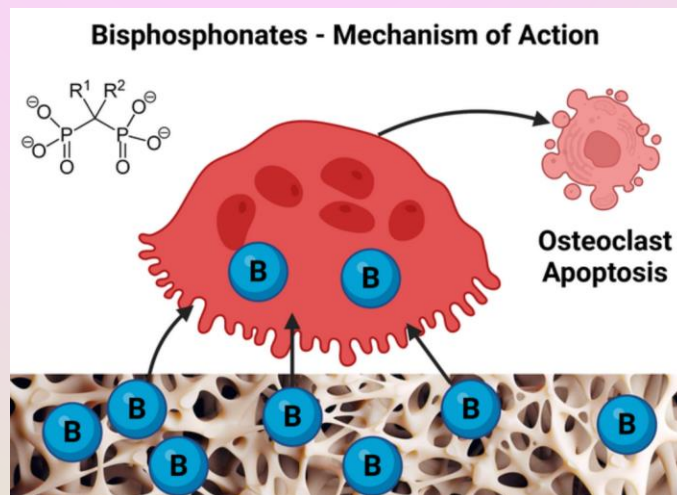 Bisphosphonates - Mechanism of Action
R¹ R²
⊖O O⊖
P P
⊖O O⊖
O O
Osteoclast
Apoptosis
B
B
B
B
B
B
B
B
B